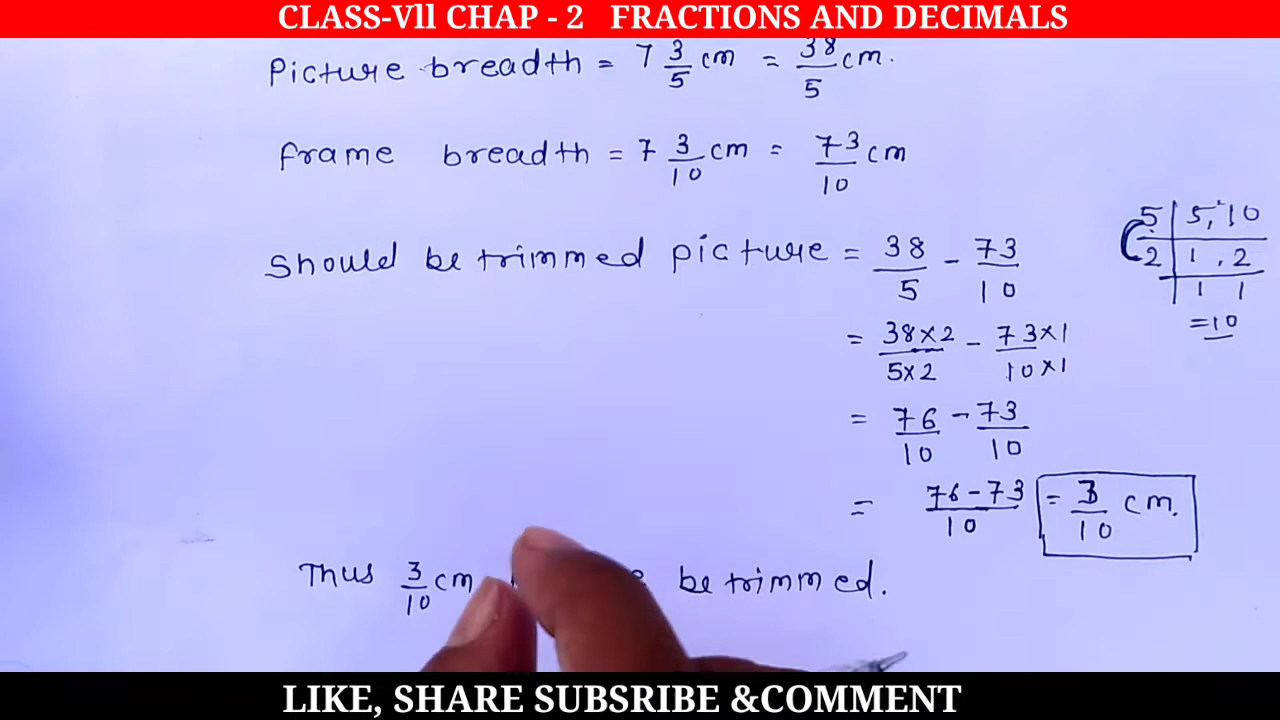 CLASS-Vll CHAP - 2 FRACTIONS AND DECIMALS
Picture breadth = 7 3/5 cm = 38/5 cm.
frame breadth = 7 3/10 cm = 73/10 cm
Should be trimmed picture = 38/5 - 73/10
= 38×2/5×2 - 73×1/10×1
= 76/10 - 73/10
= 76-73/10 = 3/10 cm.
5 | 5, 10
2 | 1, 2
1 1
=10
Thus 3/10 cm be trimmed.
LIKE, SHARE SUBSRIBE &COMMENT